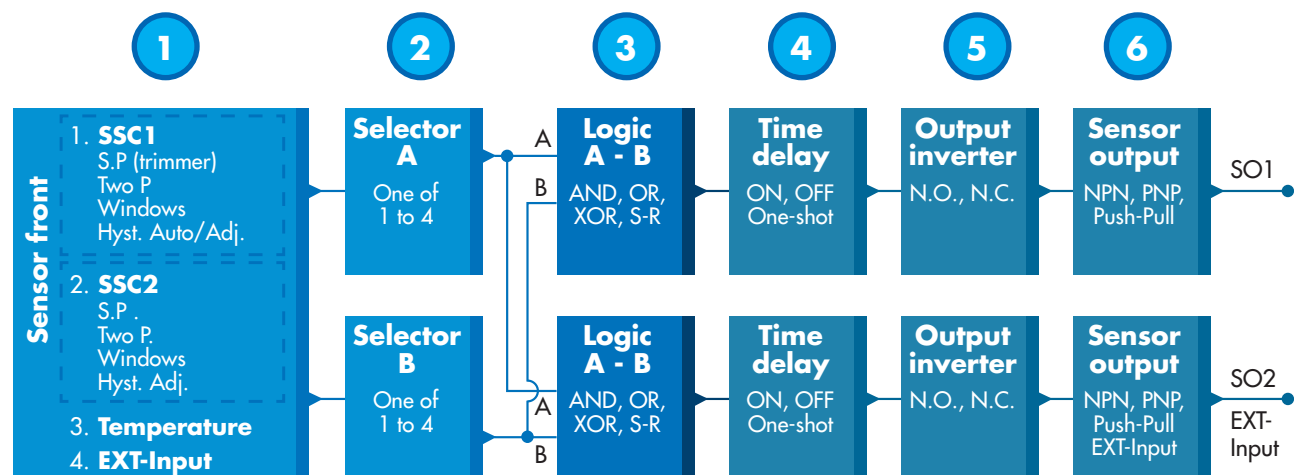 1
2
3
4
5
6
Sensor front
1. SSC1
S.P (trimmer)
Two P
Windows
Hyst. Auto/Adj.
2. SSC2
S.P .
Two P.
Windows
Hyst. Adj.
3. Temperature
4. EXT-Input
Selector
A
One of
1 to 4
A
B
Logic
A - B
AND, OR,
XOR, S-R
Time
delay
ON, OFF
One-shot
Output
inverter
N.O., N.C.
Sensor
output
NPN, PNP,
Push-Pull
SO1
Selector
B
One of
1 to 4
A
B
Logic
A - B
AND, OR,
XOR, S-R
Time
delay
ON, OFF
One-shot
Output
inverter
N.O., N.C.
Sensor
output
NPN, PNP,
Push-Pull
EXT-Input
SO2
EXT-
Input